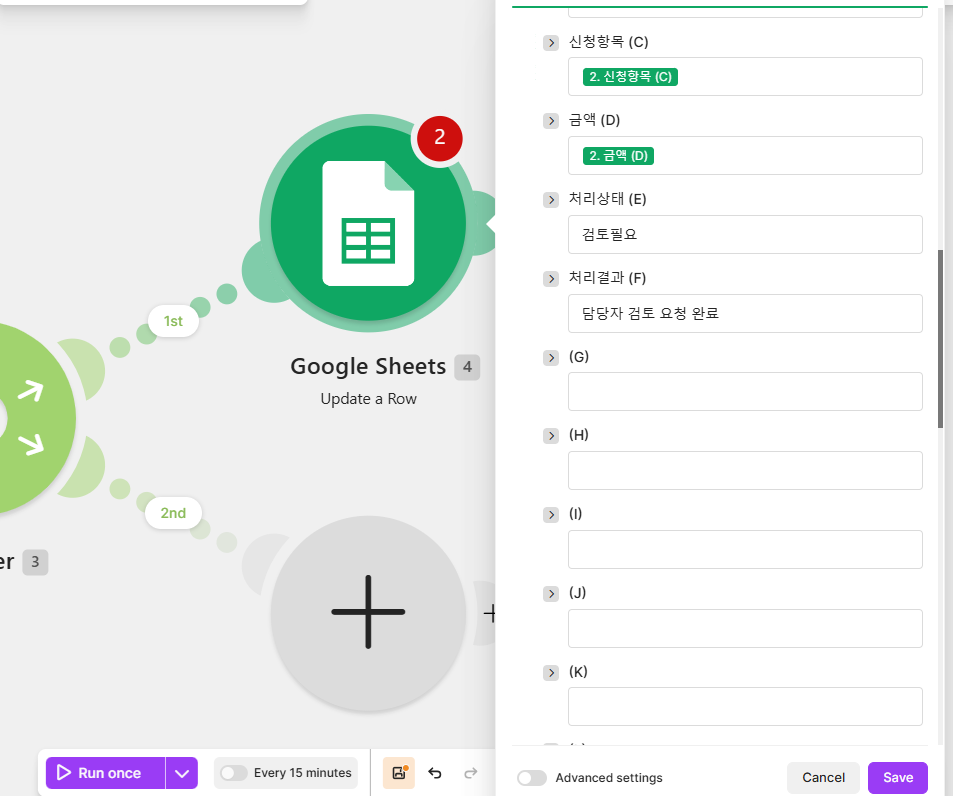 신청항목 (C)
2. 신청항목 (C)
금액 (D)
2. 금액 (D)
처리상태 (E)
검토필요
처리결과 (F)
담당자 검토 요청 완료
(G)
(H)
(I)
(J)
(K)
2
1st
Google Sheets 4
Update a Row
2nd
er 3
Run once
Every 15 minutes
Advanced settings
Cancel
Save